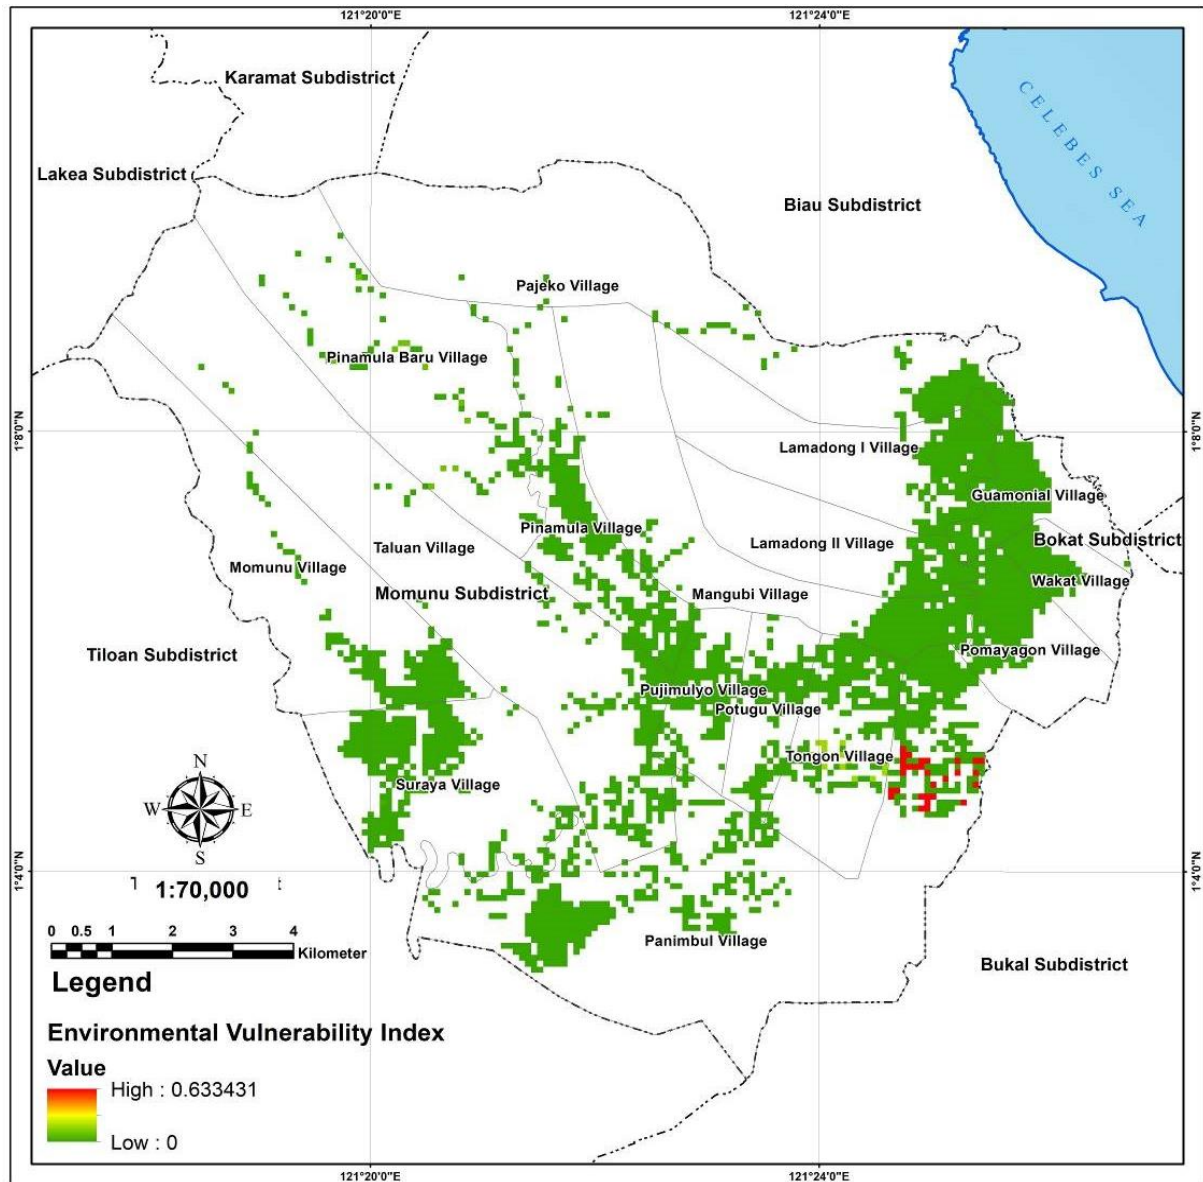 121°20'0"E
121°24'0"E
Karamat Subdistrict
CELEBES SEA
Lakea Subdistrict
Biau Subdistrict
Pajeko Village
Pinamula Baru Village
1°8'0"N
1°8'0"N
Lamadong I Village
Guamonial Village
Pinamula Village
Bokat Subdistrict
Taluan Village
Lamadong II Village
Momunu Village
Wakat Village
Momunu Subdistrict
Mangubi Village
Tiloan Subdistrict
Pomayagon Village
Pujimulyo Village
Potugu Village
Tongon Village
Suraya Village
N
W
E
S
1°4'0"N
1°4'0"N
1:70,000
0 0.5 1 2 3 4
Kilometer
Panimbul Village
Bukal Subdistrict
Legend
Environmental Vulnerability Index
Value
High : 0.633431
Low : 0
121°20'0"E
121°24'0"E